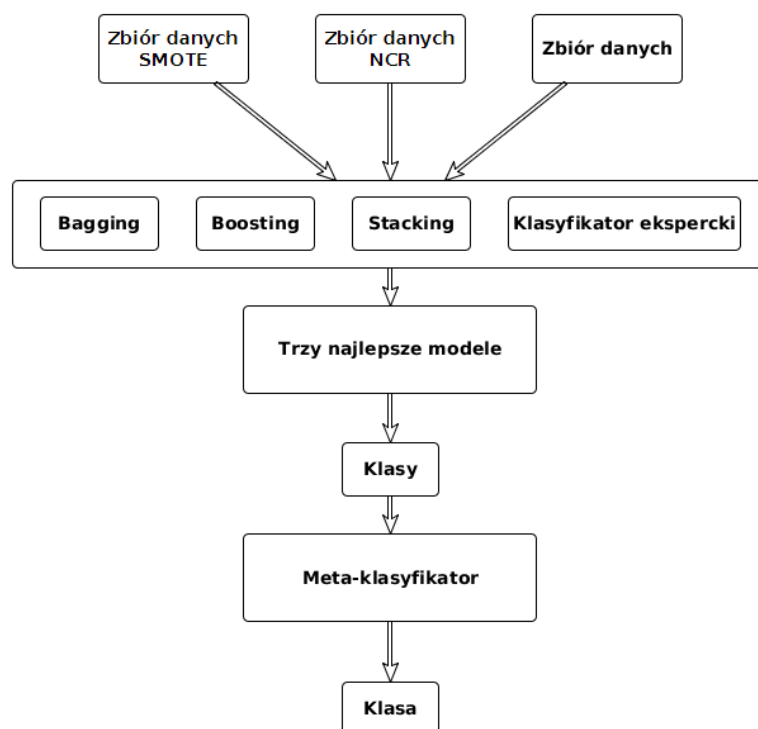 Zbiór danych
SMOTE
Zbiór danych
NCR
Zbiór danych
Bagging
Boosting
Stacking
Klasyfikator ekspercki
Trzy najlepsze modele
Klasy
Meta-klasyfikator
Klasa